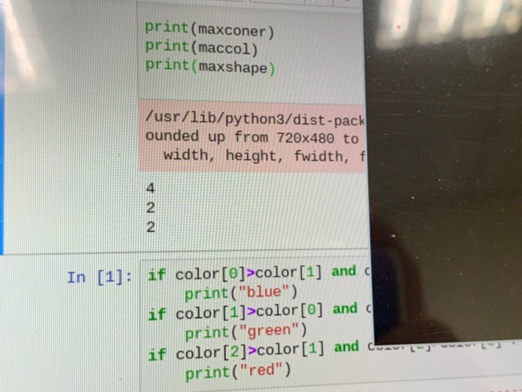 print(maxconer)
print(maccol)
print(maxshape)
/usr/lib/python3/dist-pack
ounded up from 720x480 to
width, height, fwidth, f
4
2
2
In [1]: if color[0]>color[1] and c
print("blue")
if color[1]>color[0] and c
print("green")
if color[2]>color[1] and
print("red")